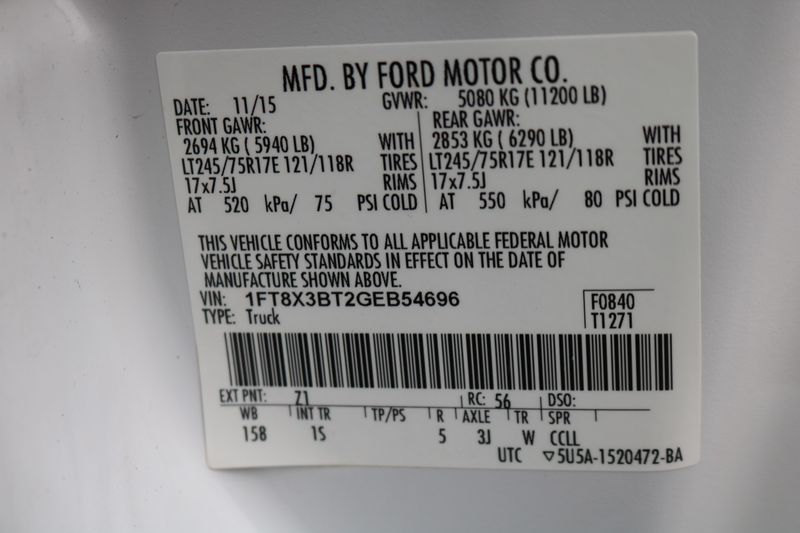 MFD. BY FORD MOTOR CO.
DATE: 11/15 GVWR: 5080 KG (11200 LB)
FRONT GAWR: REAR GAWR:
2694 KG ( 5940 LB) WITH 2853 KG ( 6290 LB) WITH
LT245/75R17E 121/118R TIRES LT245/75R17E 121/118R TIRES
17x7.5J RIMS 17x7.5J RIMS
AT 520 kPa/ 75 PSI COLD AT 550 kPa/ 80 PSI COLD
THIS VEHICLE CONFORMS TO ALL APPLICABLE FEDERAL MOTOR
VEHICLE SAFETY STANDARDS IN EFFECT ON THE DATE OF
MANUFACTURE SHOWN ABOVE.
VIN: 1FT8X3BT2GEB54696 F0840
TYPE: Truck T1271
EXT PNT: Z1 RC: 56 DSO:
WB INT TR TP/PS R AXLE TR SPR
158 1S 5 3J W CCLL
UTC ▽5U5A-1520472-BA